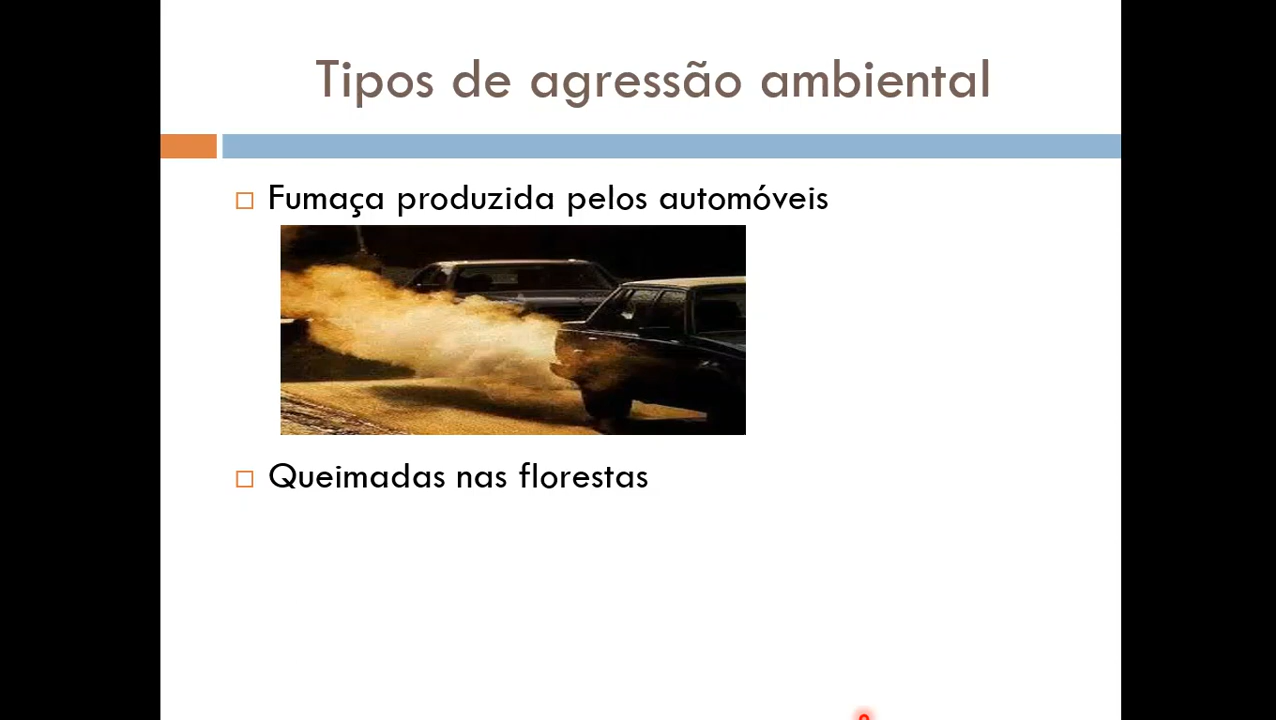 Tipos de agressão ambiental
Fumaça produzida pelos automóveis
Queimadas nas florestas